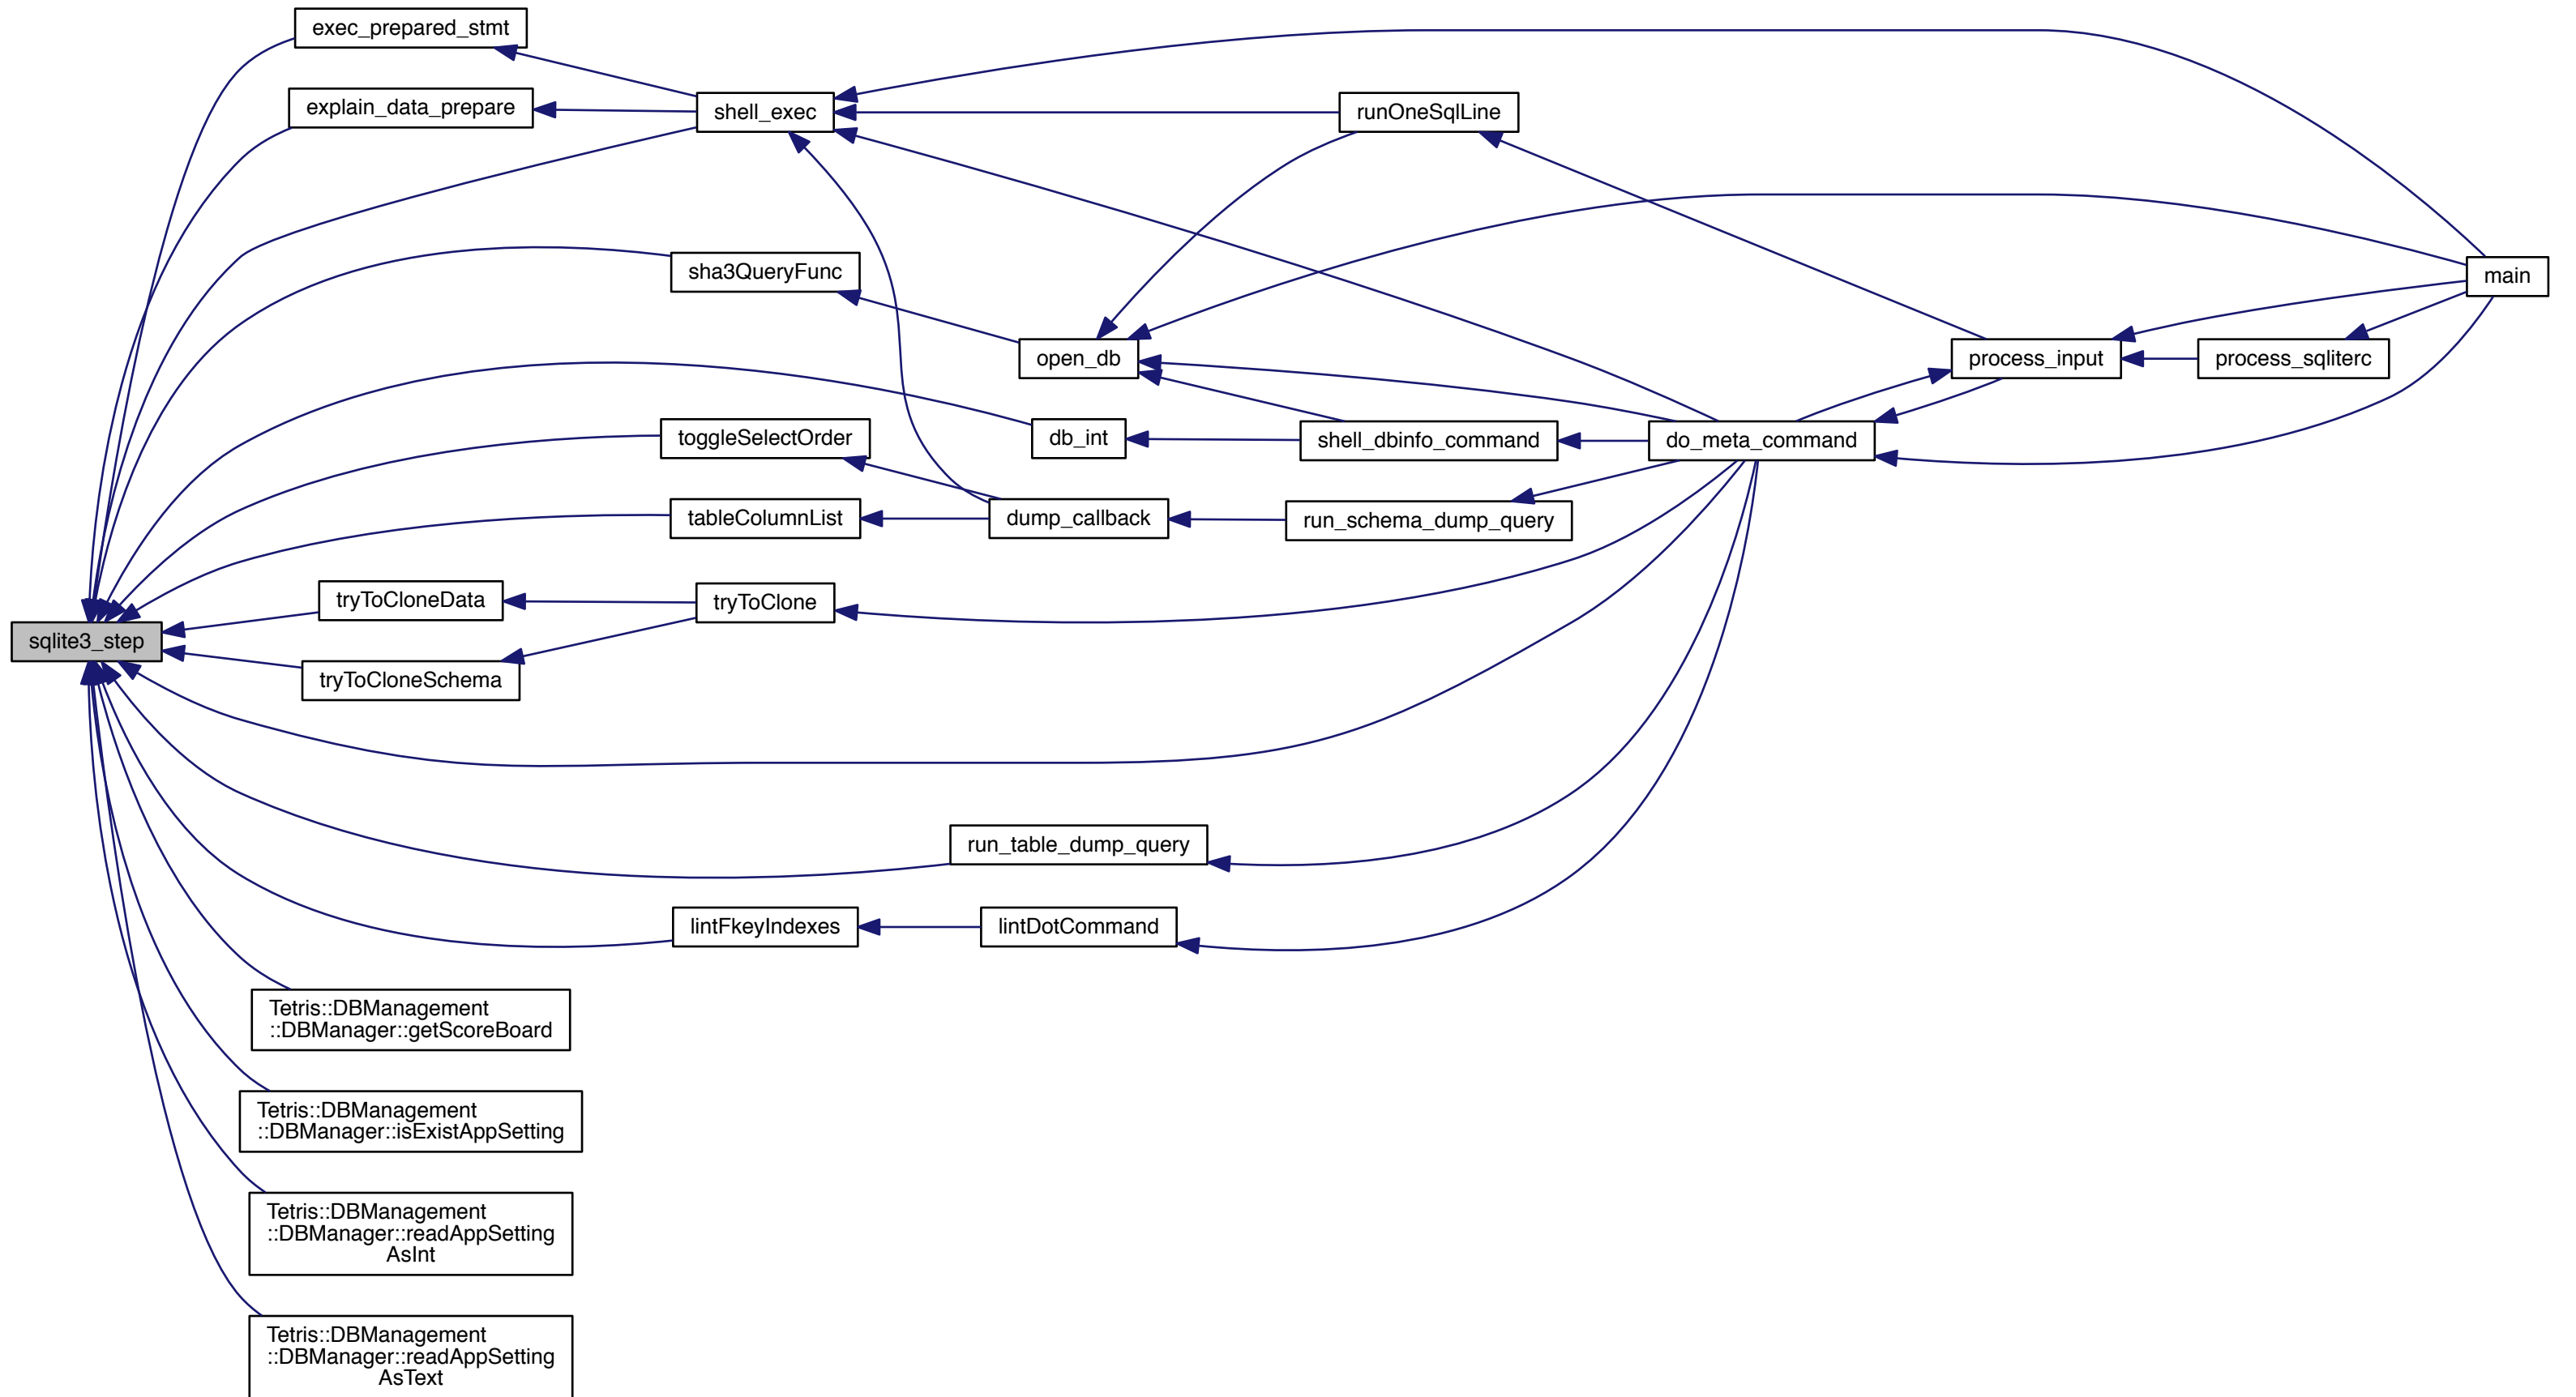 exec_prepared_stmt
explain_data_prepare
shell_exec
runOneSqlLine
sha3QueryFunc
main
open_db
process_input
process_sqliterc
toggleSelectOrder
db_int
shell_dbinfo_command
do_meta_command
tableColumnList
dump_callback
run_schema_dump_query
tryToCloneData
tryToClone
sqlite3_step
tryToCloneSchema
run_table_dump_query
lintFkeyIndexes
lintDotCommand
Tetris::DBManagement
::DBManager::getScoreBoard
Tetris::DBManagement
::DBManager::isExistAppSetting
Tetris::DBManagement
::DBManager::readAppSetting
AsInt
Tetris::DBManagement
::DBManager::readAppSetting
AsText